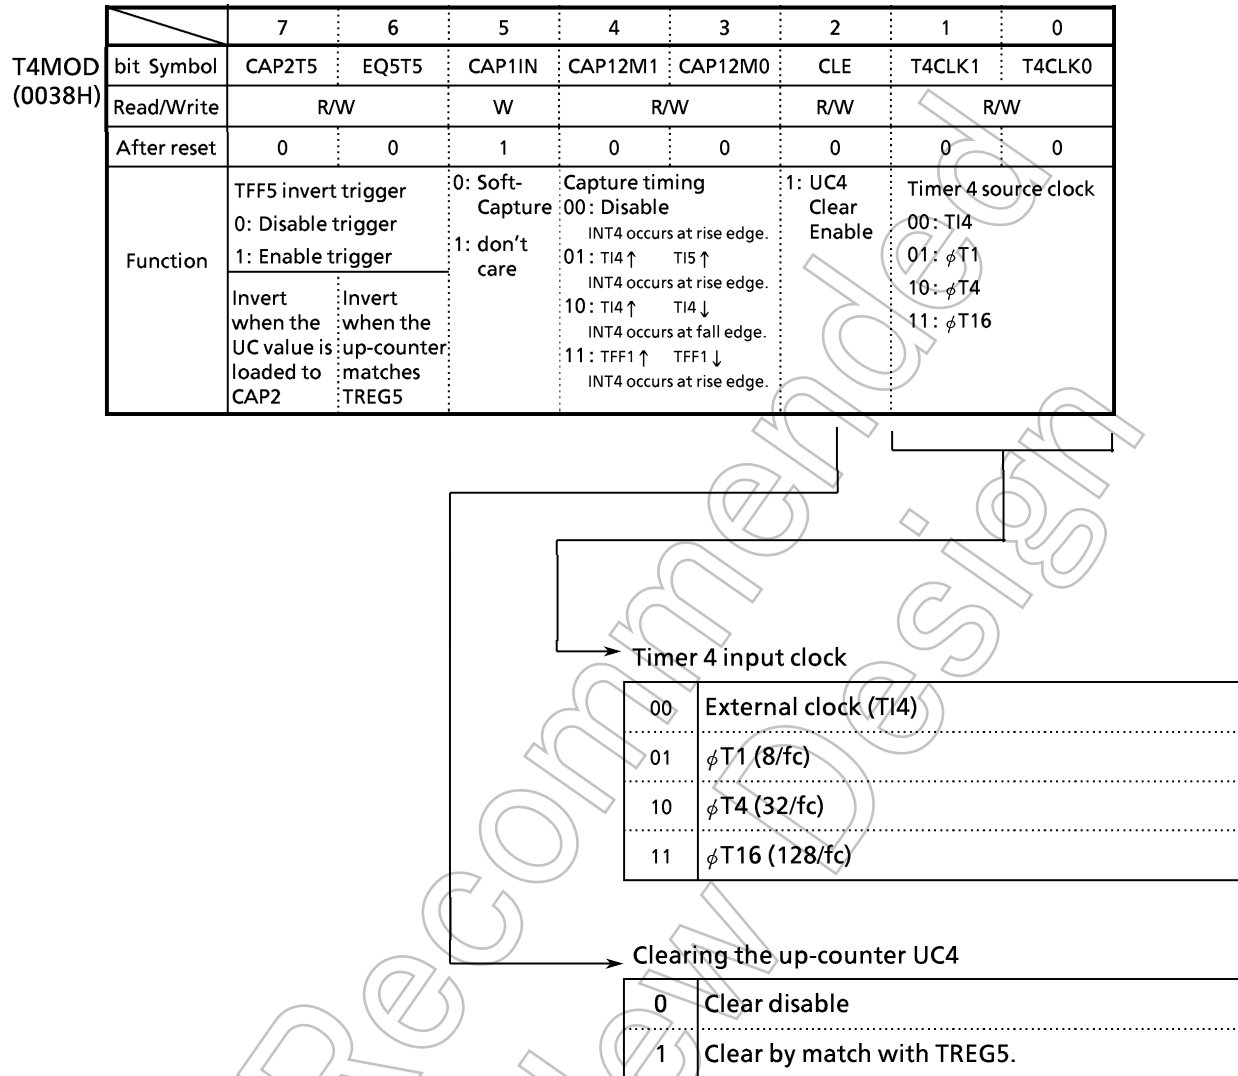 7 6 5 4 3 2 1 0
T4MOD
(0038H)
bit Symbol CAP2T5 EQ5T5 CAP1IN CAP12M1 CAP12M0 CLE T4CLK1 T4CLK0
Read/Write R/W W R/W R/W R/W
After reset 0 0 1 0 0 0 0 0
Function
TFF5 invert trigger
0: Disable trigger
1: Enable trigger
Invert
when the
UC value is
loaded to
CAP2
Invert
when the
up-counter
matches
TREG5
0: Soft-
Capture
1: don't
care
Capture timing
00: Disable
INT4 occurs at rise edge.
01: TI4↑ TI5↑
INT4 occurs at rise edge.
10: TI4↑ TI4↓
INT4 occurs at fall edge.
11: TFF1↑ TFF1↓
INT4 occurs at rise edge.
1: UC4
Clear
Enable
Timer 4 source clock
00: TI4
01: φT1
10: φT4
11: φT16
Timer 4 input clock
00 External clock (TI4)
01 φT1 (8/fc)
10 φT4 (32/fc)
11 φT16 (128/fc)
Clearing the up-counter UC4
0 Clear disable
1 Clear by match with TREG5.
Recommended
New Design